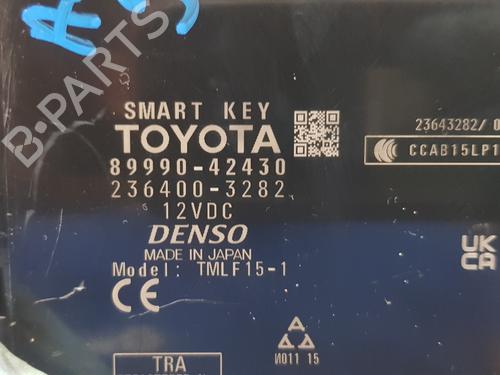 B-PARTS
SMART KEY
TOYOTA
89990-42430
236400-3282
12VDC
DENSO
MADE IN JAPAN
Model: TMLF15-1
CE
23643282/0
CCAB15LP1
UK
CA
И011 15
TRA